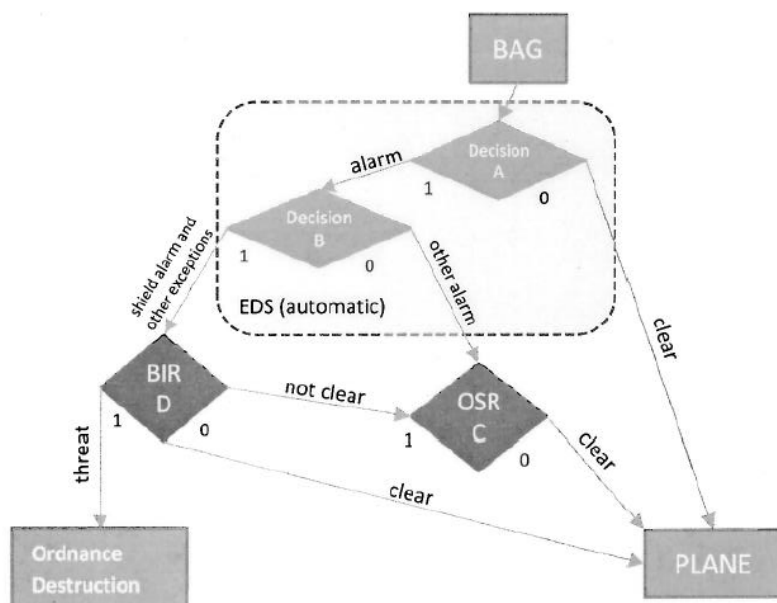 BAG
Decision
A
alarm
1
0
Decision
B
1
0
shield alarm and
other exceptions
other alarm
EDS (automatic)
clear
BIR
D
1
0
not clear
OSR
C
1
0
threat
clear
clear
Ordnance
Destruction
PLANE